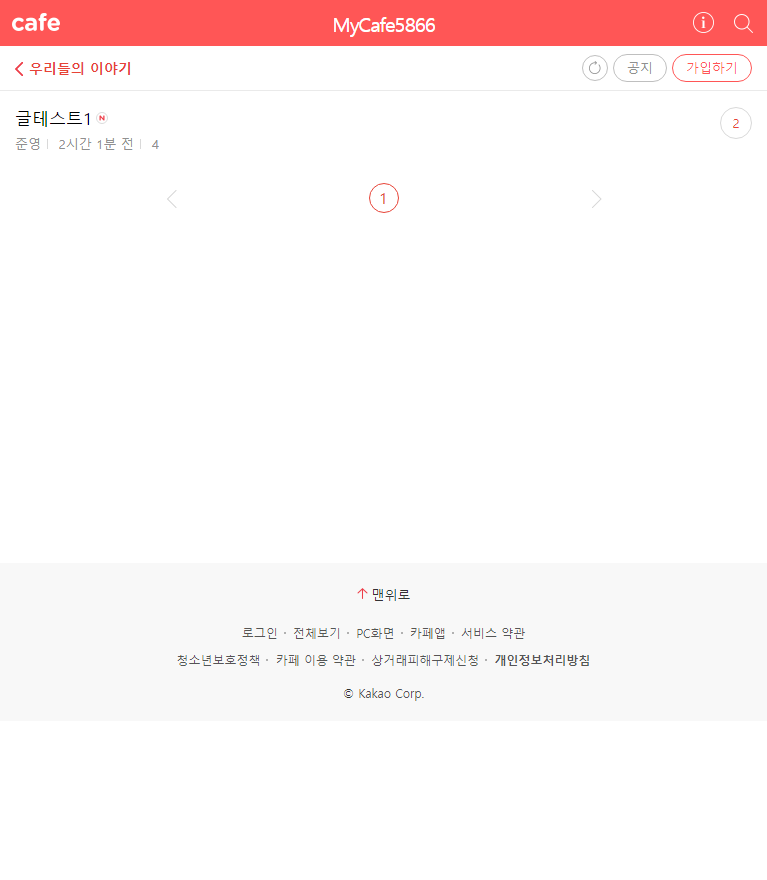 cafe MyCafe5866
우리들의 이야기 공지 가입하기
글테스트1 N 2
준영 2시간 1분 전 4
1
맨위로
로그인 · 전체보기 · PC화면 · 카페앱 · 서비스 약관
청소년보호정책 · 카페 이용 약관 · 상거래피해구제신청 · 개인정보처리방침
© Kakao Corp.